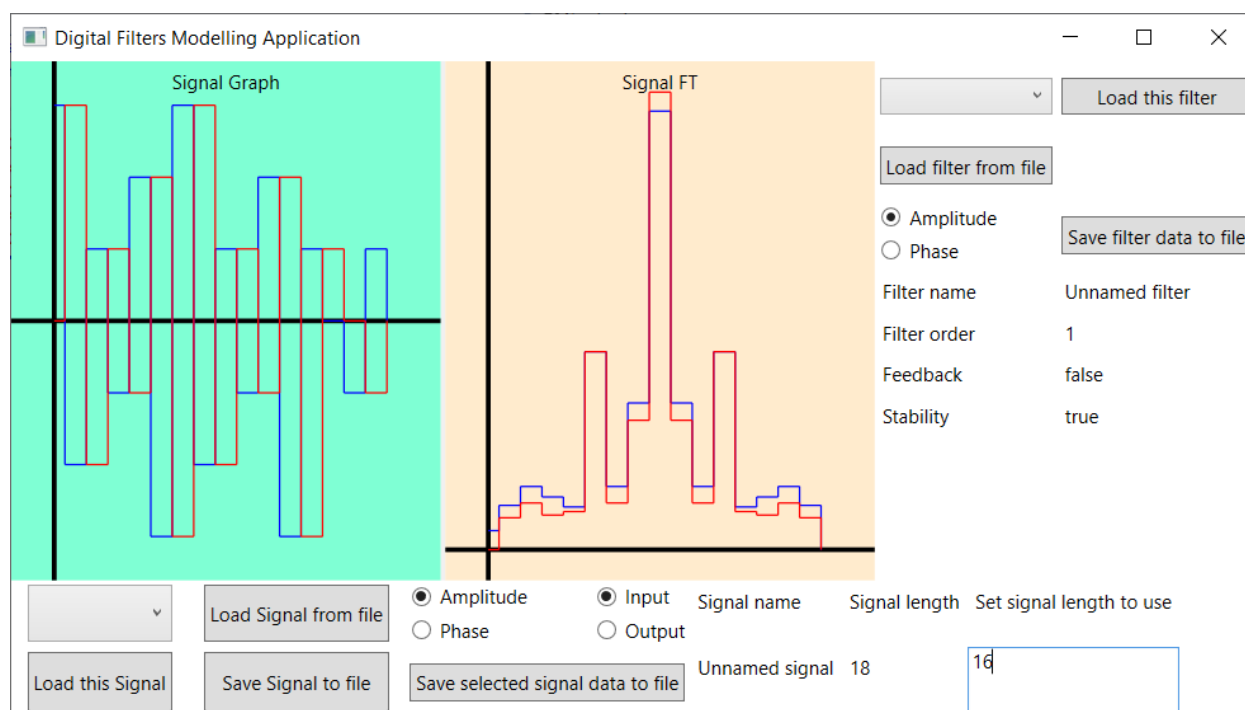 Digital Filters Modelling Application
Signal Graph
Signal FT
Load this filter
Load filter from file
Amplitude
Phase
Save filter data to file
Filter name Unnamed filter
Filter order 1
Feedback false
Stability true
Load Signal from file
Amplitude
Phase
Input
Output
Signal name Signal length Set signal length to use
Load this Signal
Save Signal to file
Save selected signal data to file
Unnamed signal 18
16